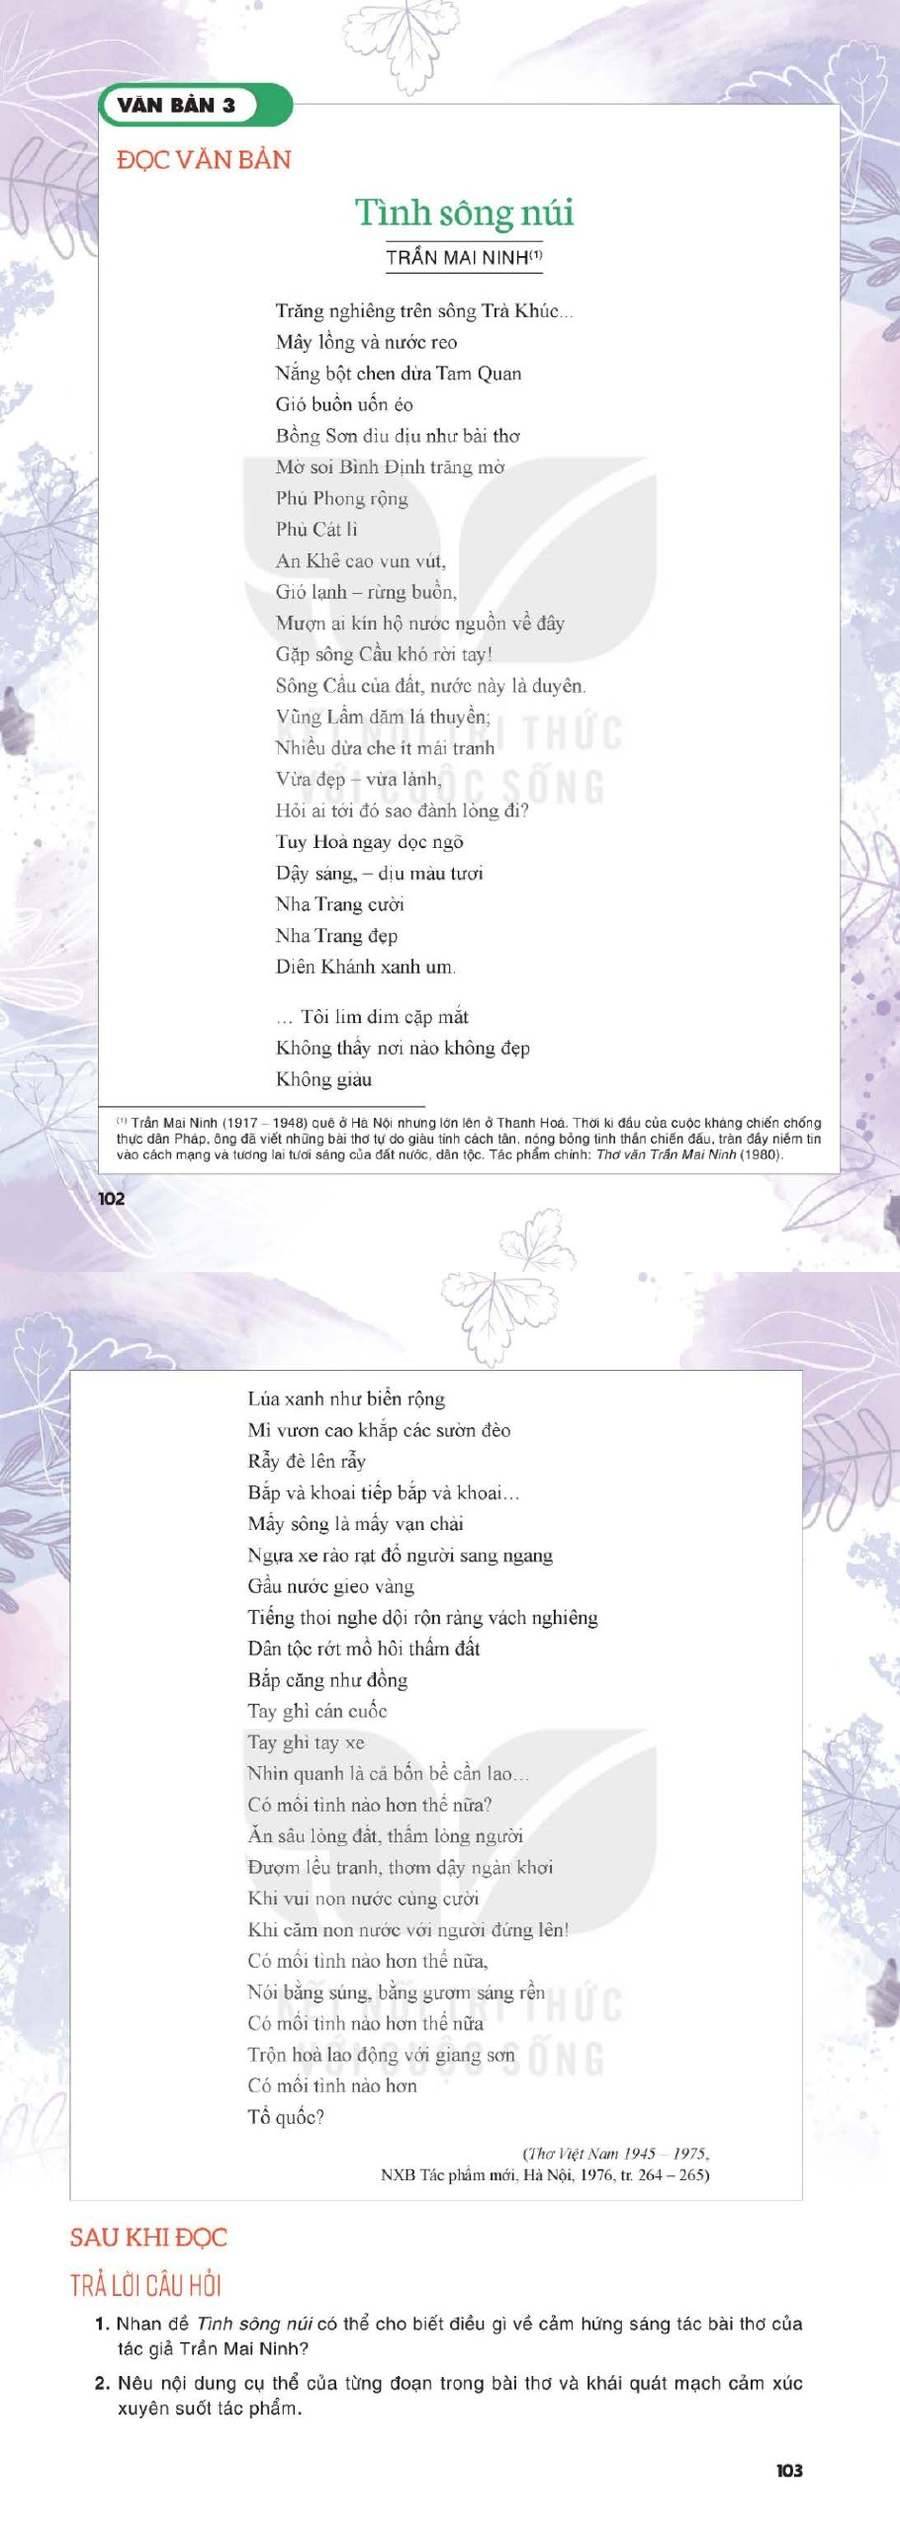 VĂN BẢN 3
ĐỌC VĂN BẢN
Tình sông núi
TRẦN MAI NINH(1)
Trăng nghiêng trên sông Trà Khúc...
Mây lồng và nước reo
Nắng bột chen dừa Tam Quan
Gió buồn uốn éo
Bồng Sơn dìu dịu như bài thơ
Mờ soi Bình Định trăng mờ
Phú Phong rộng
Phù Cát lì
An Khê cao vun vút,
Gió lạnh – rừng buồn,
Mượn ai kín hộ nước nguồn về đây
Gặp sông Cầu khó rời tay!
Sông Cầu của đất, nước này là duyên.
Vũng Lấm dăm lá thuyền;
Nhiều dừa che ít mái tranh
Vừa đẹp – vừa lành,
Hỏi ai tới đó sao đành lòng đi?
Tuy Hoà ngay dọc ngõ
Dậy sáng, – dịu màu tươi
Nha Trang cười
Nha Trang đẹp
Diên Khánh xanh um.
... Tôi lim dim cặp mắt
Không thấy nơi nào không đẹp
Không giàu
(1) Trần Mai Ninh (1917 – 1948) quê ở Hà Nội nhưng lớn lên ở Thanh Hoá. Thời kì đầu của cuộc kháng chiến chống
thực dân Pháp, ông đã viết những bài thơ tự do giàu tính cách tân, nóng bỏng tinh thần chiến đấu, tràn đầy niềm tin
vào cách mạng và tương lai tươi sáng của đất nước, dân tộc. Tác phẩm chính: Thơ văn Trần Mai Ninh (1980).
102
Lúa xanh như biển rộng
Mì vươn cao khắp các sườn đèo
Rẫy đè lên rẫy
Bắp và khoai tiếp bắp và khoai...
Mấy sông là mấy vạn chài
Ngựa xe rào rạt đổ người sang ngang
Gầu nước gieo vàng
Tiếng thoi nghe dội rộn ràng vách nghiêng
Dân tộc rớt mồ hôi thấm đất
Bắp căng như đồng
Tay ghì cán cuốc
Tay ghì tay xe
Nhìn quanh là cả bốn bề cần lao...
Có mối tình nào hơn thế nữa?
Ăn sâu lòng đất, thấm lòng người
Đượm lều tranh, thơm dậy ngàn khơi
Khi vui non nước cùng cười
Khi căm non nước với người đứng lên!
Có mối tình nào hơn thế nữa,
Nói bằng súng, bằng gươm sáng rền
Có mối tình nào hơn thế nữa
Trộn hoà lao động với giang sơn
Có mối tình nào hơn
Tổ quốc?
(Thơ Việt Nam 1945 – 1975,
NXB Tác phẩm mới, Hà Nội, 1976, tr. 264 – 265)
KẾT NỐI TRI THỨC
VỚI CUỘC SỐNG
SAU KHI ĐỌC
TRẢ LỜI CÂU HỎI
1. Nhan đề Tình sông núi có thể cho biết điều gì về cảm hứng sáng tác bài thơ của
tác giả Trần Mai Ninh?
2. Nêu nội dung cụ thể của từng đoạn trong bài thơ và khái quát mạch cảm xúc
xuyên suốt tác phẩm.
103